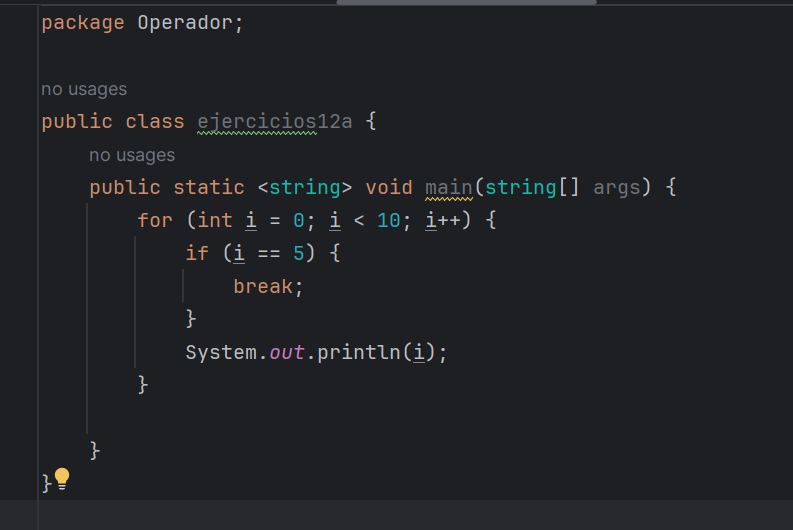 package Operador;
no usages
public class ejercicios12a {
no usages
public static <string> void main(string[] args) {
for (int i = 0; i < 10; i++) {
if (i == 5) {
break;
}
System.out.println(i);
}
}
}